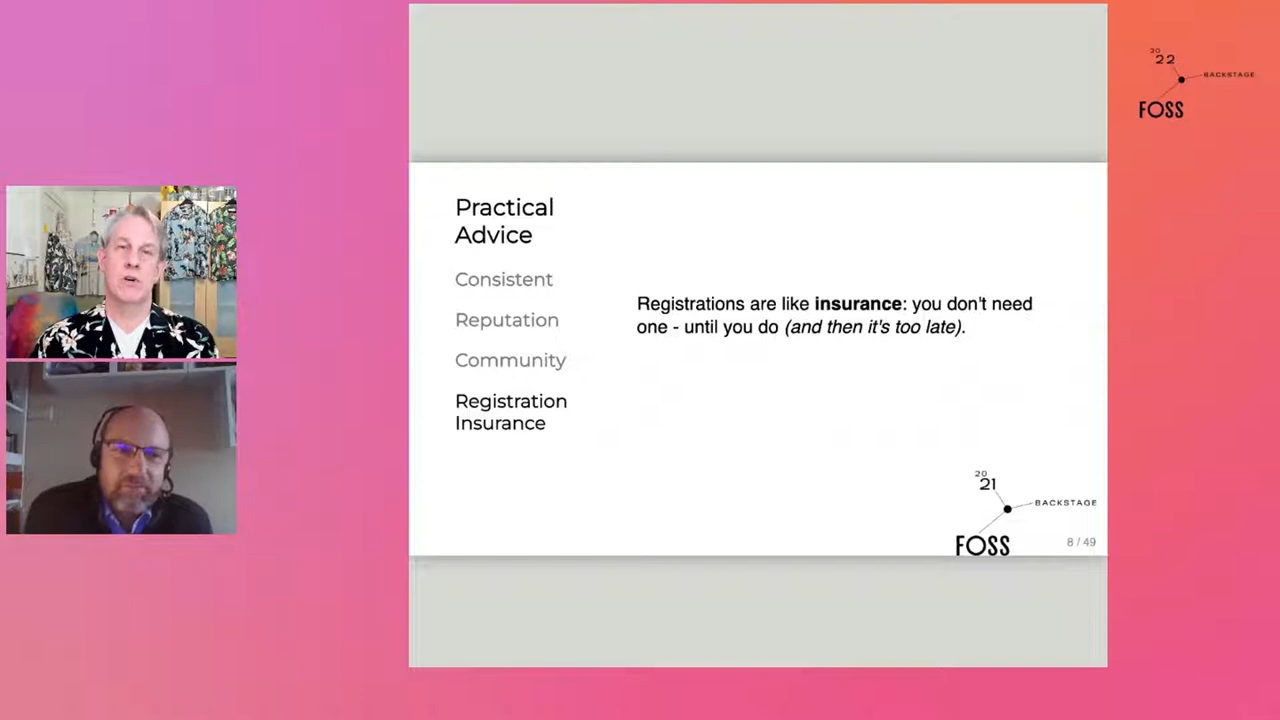 20
22
BACKSTAGE
FOSS
Practical
Advice
Consistent
Reputation
Community
Registration
Insurance
Registrations are like insurance: you don't need
one - until you do (and then it's too late).
20
21
BACKSTAGE
FOSS
8 / 49